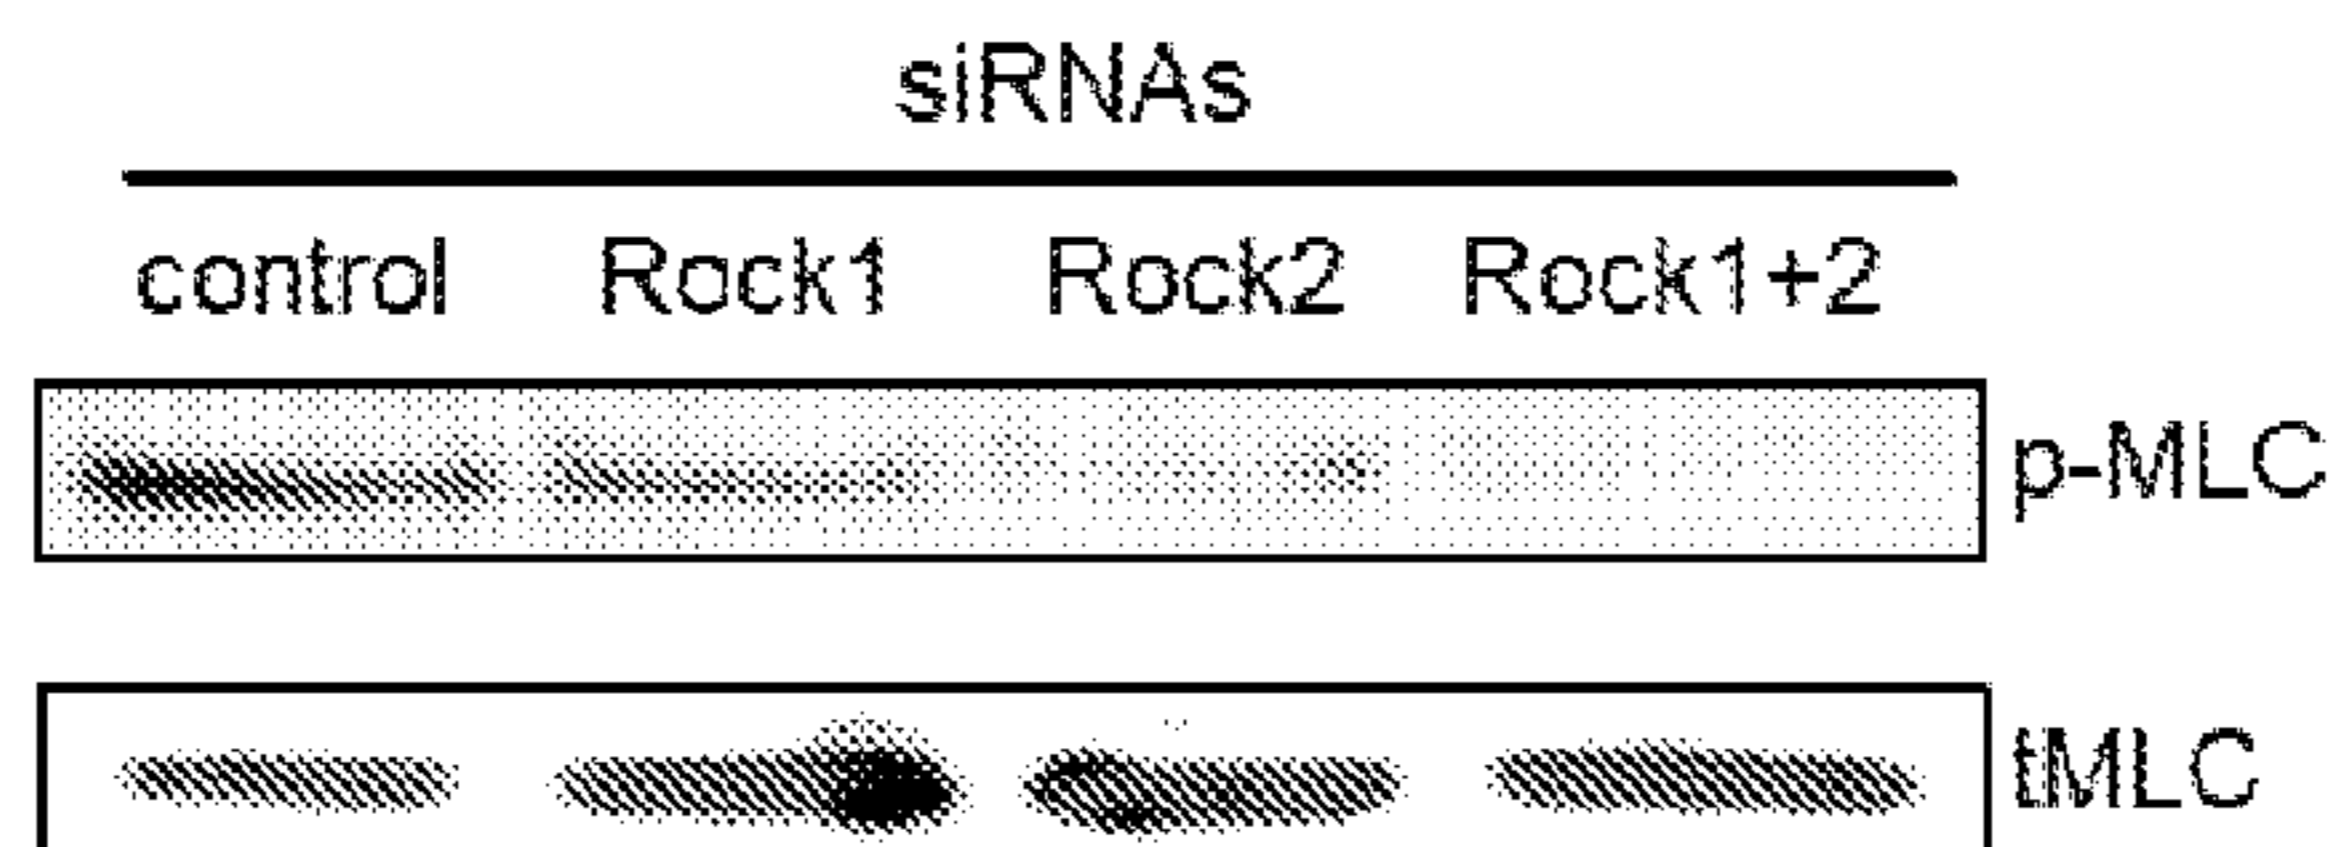 siRNAs
control Rock1 Rock2 Rock1+2
p-MLC
tMLC